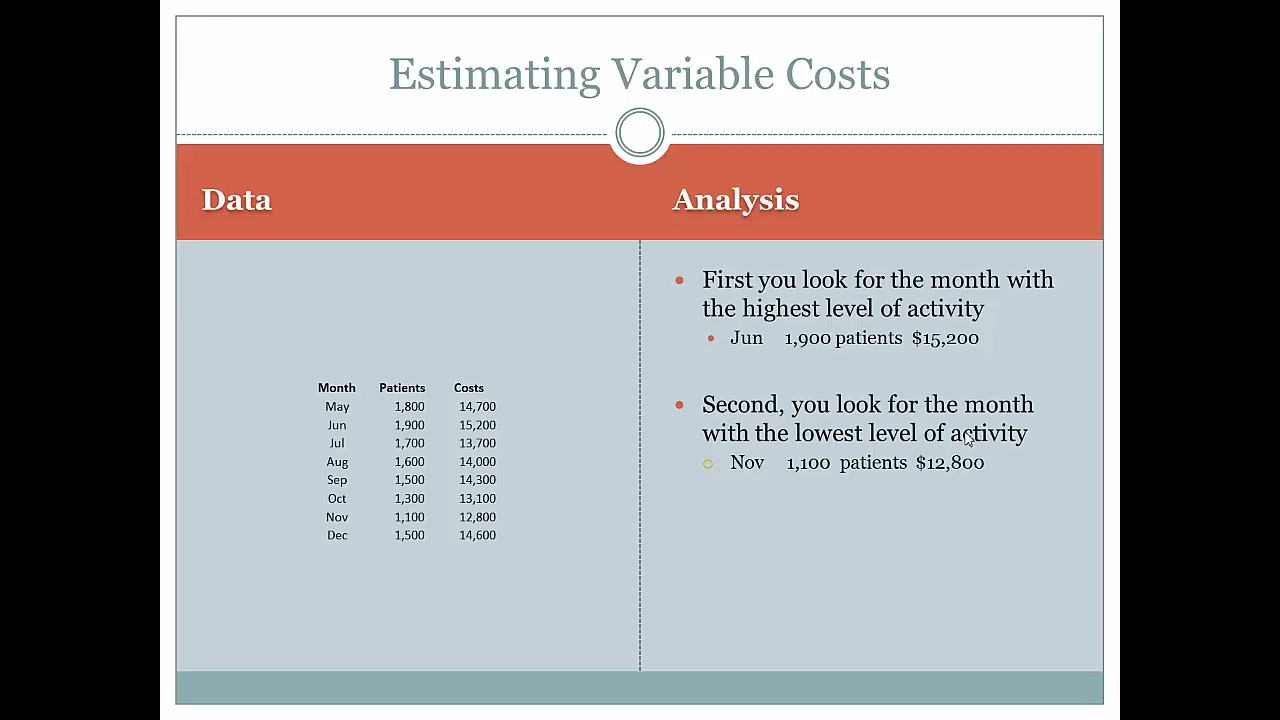 Estimating Variable Costs
Data
Month Patients Costs
May 1,800 14,700
Jun 1,900 15,200
Jul 1,700 13,700
Aug 1,600 14,000
Sep 1,500 14,300
Oct 1,300 13,100
Nov 1,100 12,800
Dec 1,500 14,600
Analysis
First you look for the month with
the highest level of activity
Jun 1,900 patients $15,200
Second, you look for the month
with the lowest level of activity
Nov 1,100 patients $12,800